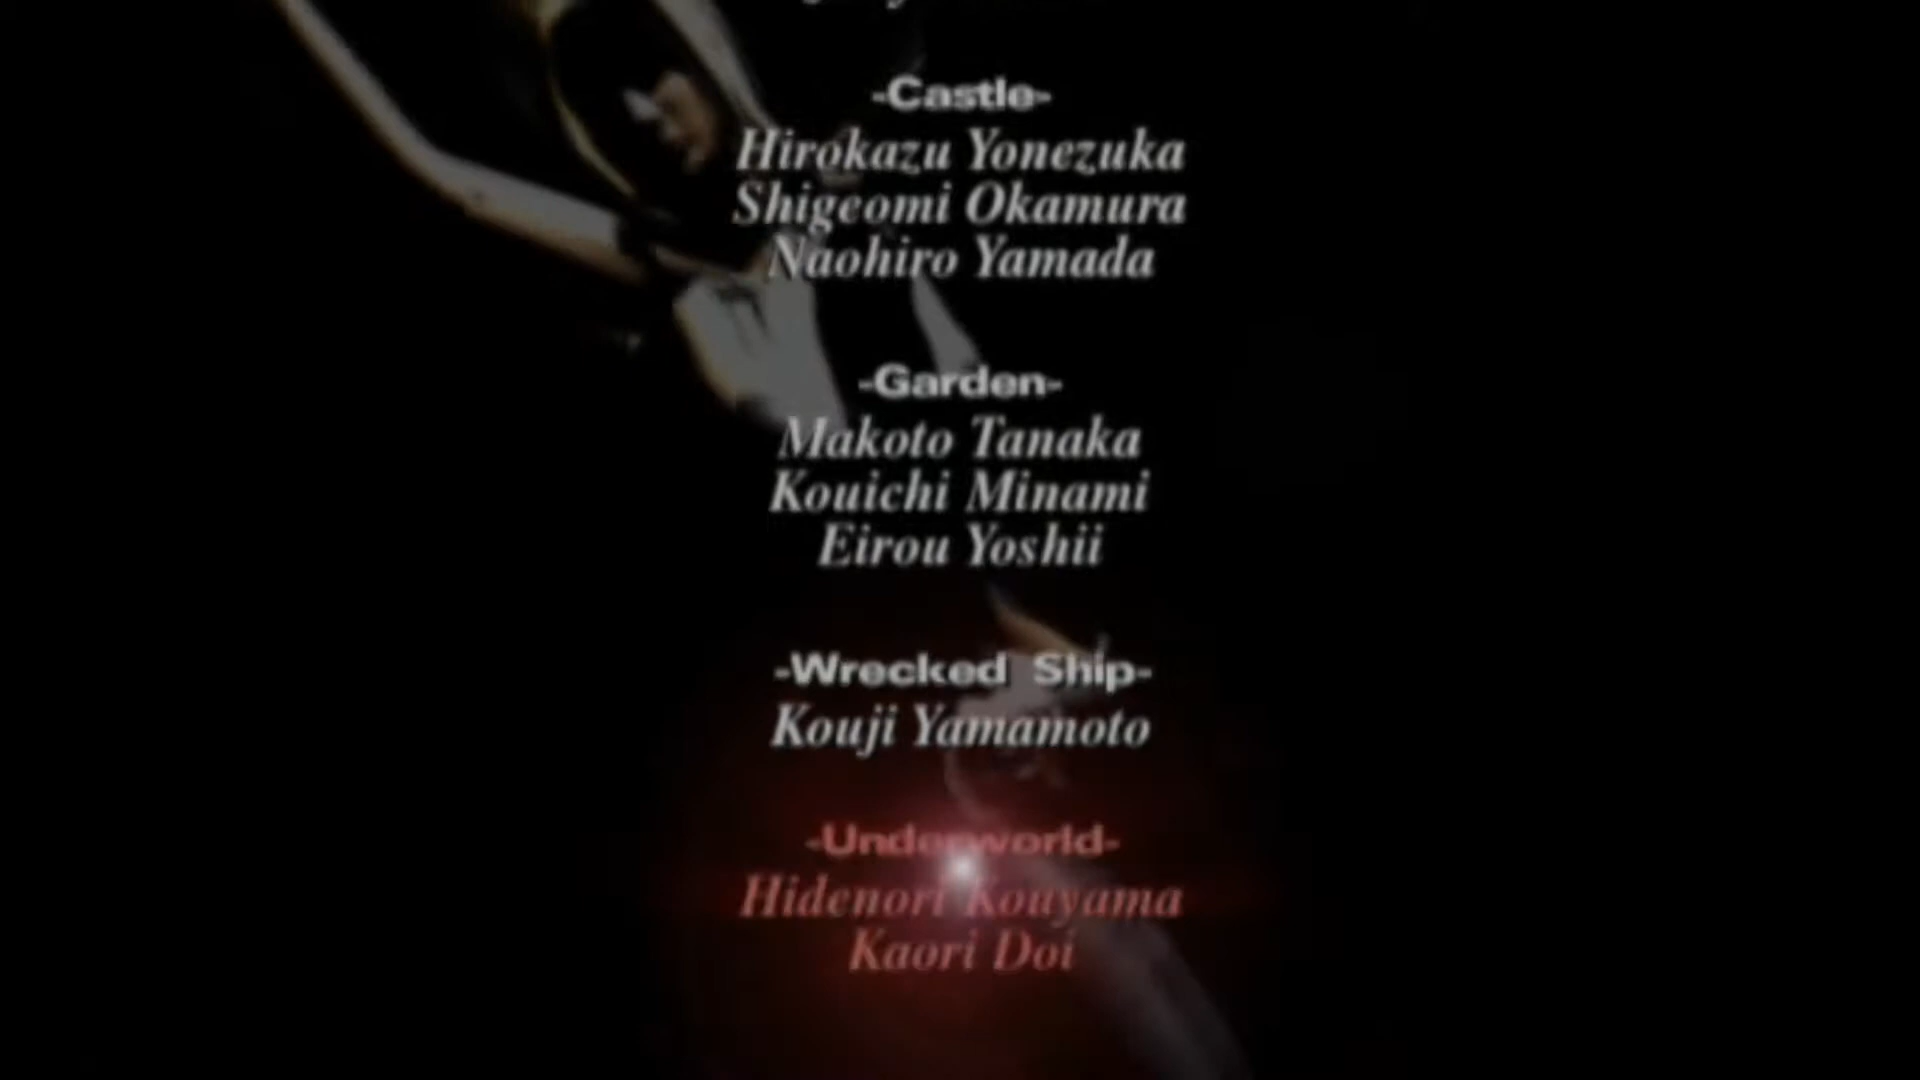 -Castle-
Hirokazu Yonezuka
Shigeomi Okamura
Naohiro Yamada
-Garden-
Makoto Tanaka
Kouichi Minami
Eirou Yoshii
-Wrecked Ship-
Kouji Yamamoto
-Underworld-
Hidenori Kouyama
Kaori Doi